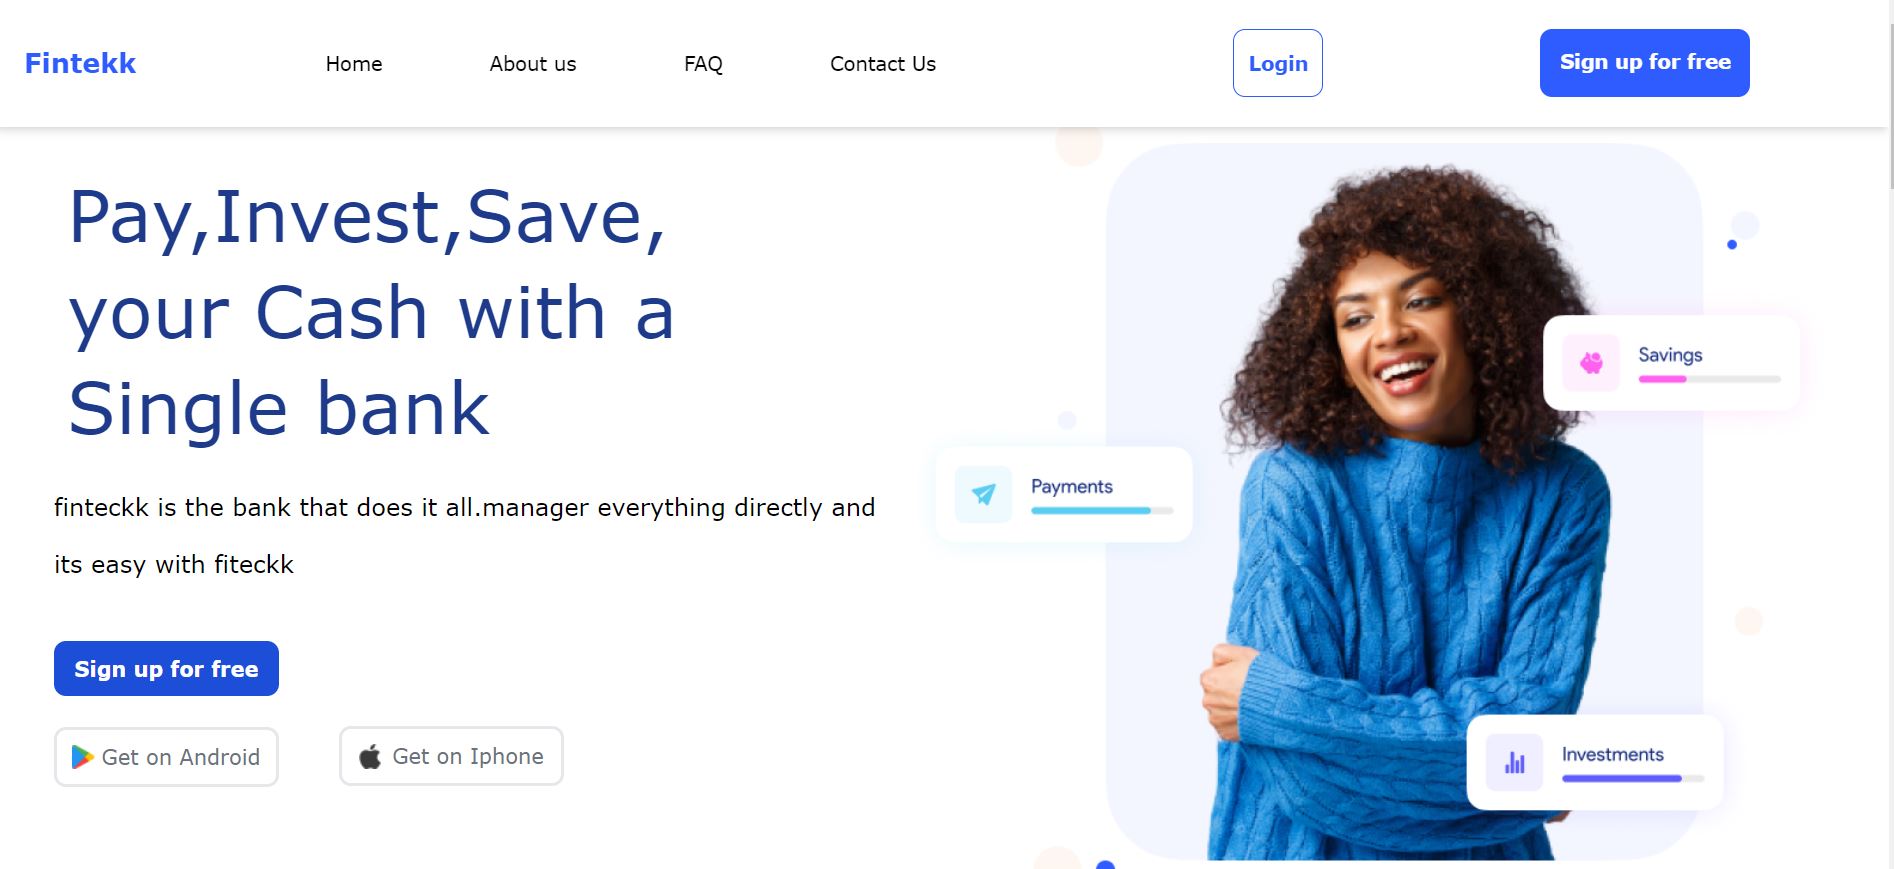 Fintekk
Home
About us
FAQ
Contact Us
Login
Sign up for free
Pay,Invest,Save,
your Cash with a
Single bank
finteckk is the bank that does it all.manager everything directly and
its easy with fiteckk
Sign up for free
Get on Android
Get on Iphone
Savings
Payments
Investments